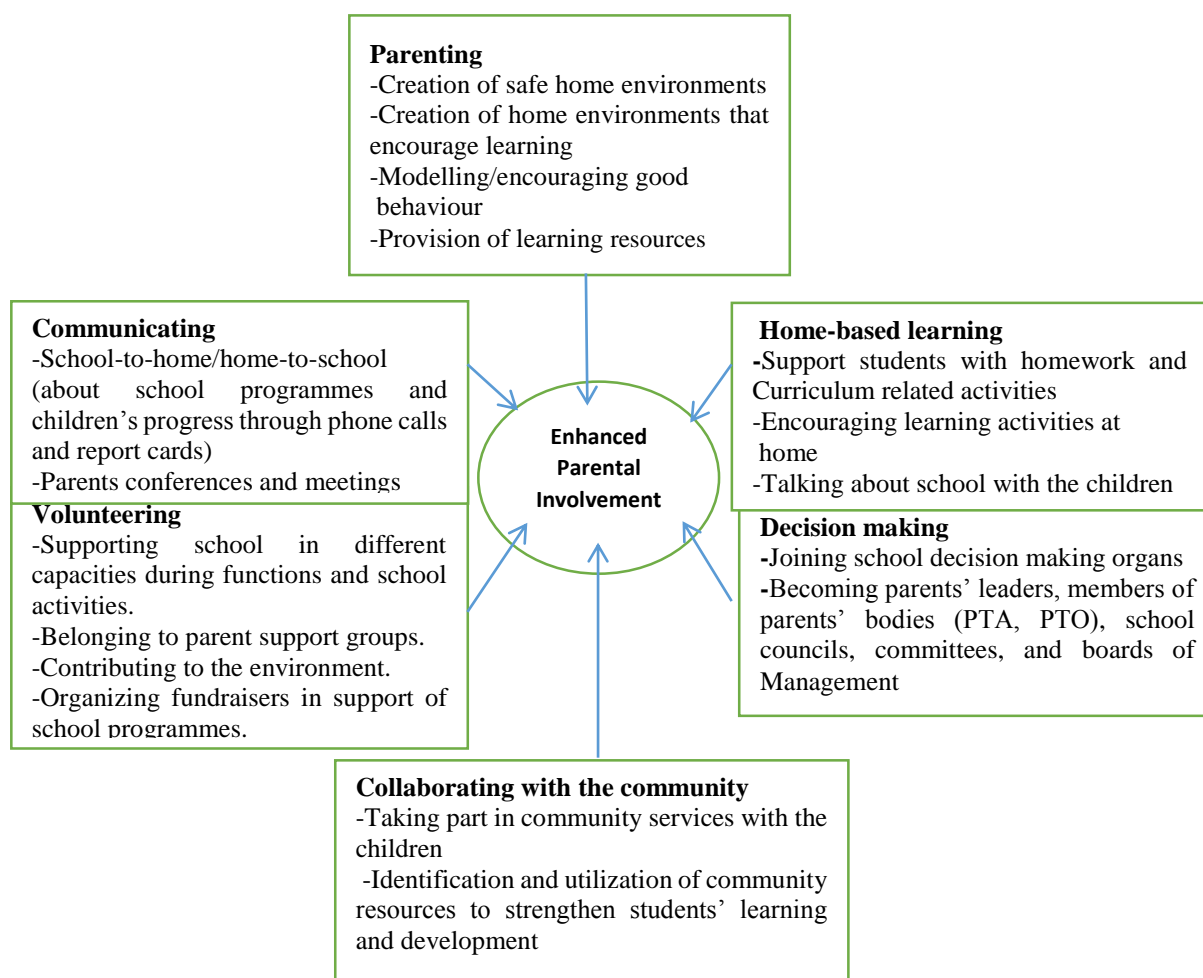 Parenting
-Creation of safe home environments
-Creation of home environments that
encourage learning
-Modelling/encouraging good
behaviour
-Provision of learning resources
Communicating
-School-to-home/home-to-school
(about school programmes and
children’s progress through phone calls
and report cards)
-Parents conferences and meetings
Home-based learning
-Support students with homework and
Curriculum related activities
-Encouraging learning activities at
home
-Talking about school with the children
Enhanced
Parental
Involvement
Volunteering
-Supporting school in different
capacities during functions and school
activities.
-Belonging to parent support groups.
-Contributing to the environment.
-Organizing fundraisers in support of
school programmes.
Decision making
-Joining school decision making organs
-Becoming parents’ leaders, members of
parents’ bodies (PTA, PTO), school
councils, committees, and boards of
Management
Collaborating with the community
-Taking part in community services with the
children
-Identification and utilization of community
resources to strengthen students’ learning
and development